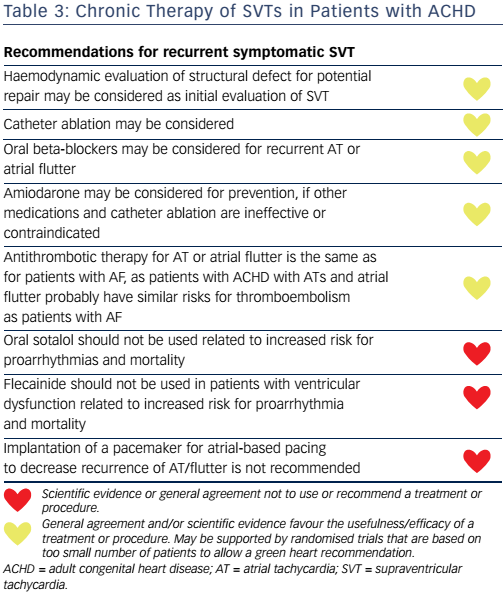 Table 3: Chronic Therapy of SVTs in Patients with ACHD
Recommendations for recurrent symptomatic SVT
Haemodynamic evaluation of structural defect for potential
repair may be considered as initial evaluation of SVT
Catheter ablation may be considered
Oral beta-blockers may be considered for recurrent AT or
atrial flutter
Amiodarone may be considered for prevention, if other
medications and catheter ablation are ineffective or
contraindicated
Antithrombotic therapy for AT or atrial flutter is the same as
for patients with AF, as patients with ACHD with ATs and atrial
flutter probably have similar risks for thromboembolism
as patients with AF
Oral sotalol should not be used related to increased risk for
proarrhythmias and mortality
Flecainide should not be used in patients with ventricular
dysfunction related to increased risk for proarrhythmia
and mortality
Implantation of a pacemaker for atrial-based pacing
to decrease recurrence of AT/flutter is not recommended
Scientific evidence or general agreement not to use or recommend a treatment or
procedure.
General agreement and/or scientific evidence favour the usefulness/efficacy of a
treatment or procedure. May be supported by randomised trials that are based on
too small number of patients to allow a green heart recommendation.
ACHD = adult congenital heart disease; AT = atrial tachycardia; SVT = supraventricular
tachycardia.